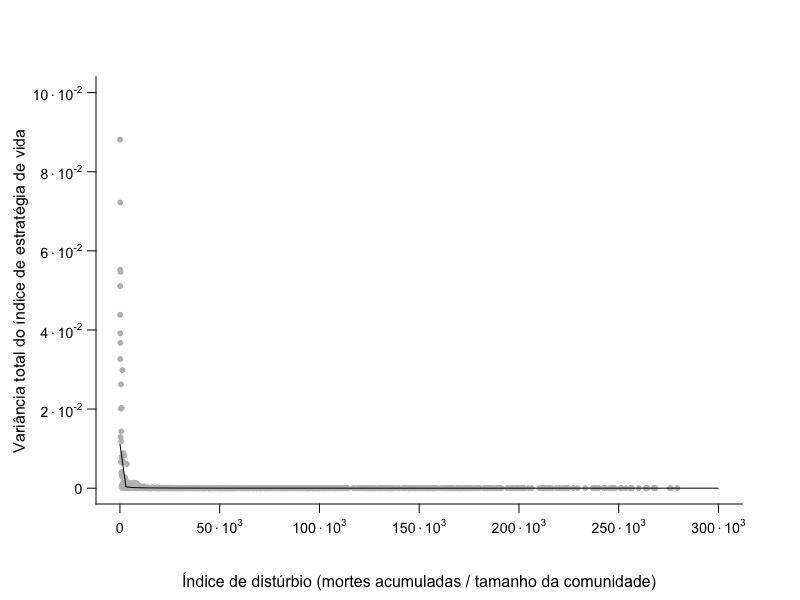 Variância total do índice de estratégia de vida
10·10⁻²
8·10⁻²
6·10⁻²
4·10⁻²
2·10⁻²
0
0 50·10³ 100·10³ 150·10³ 200·10³ 250·10³ 300·10³
Índice de distúrbio (mortes acumuladas / tamanho da comunidade)